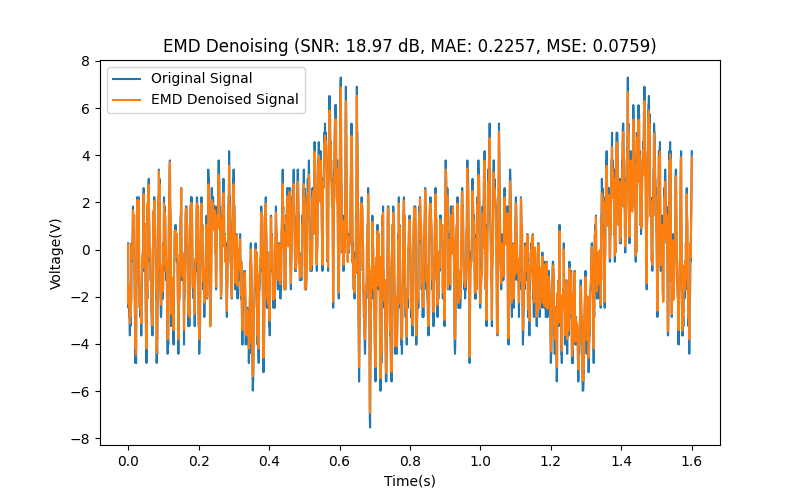 EMD Denoising (SNR: 18.97 dB, MAE: 0.2257, MSE: 0.0759)
Original Signal
EMD Denoised Signal
8
6
4
2
0
−2
−4
−6
−8
Voltage(V)
0.0 0.2 0.4 0.6 0.8 1.0 1.2 1.4 1.6
Time(s)